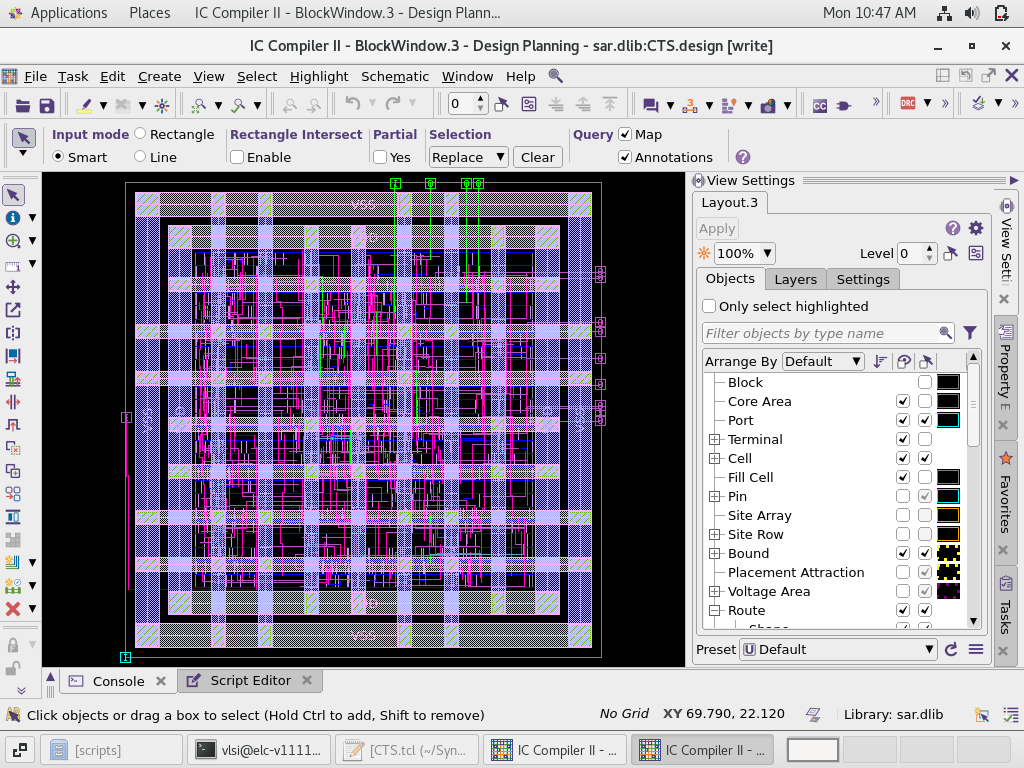 Applications Places IC Compiler II - BlockWindow.3 - Design Plann... Mon 10:47 AM
IC Compiler II - BlockWindow.3 - Design Planning - sar.dlib:CTS.design [write]
File Task Edit Create View Select Highlight Schematic Window Help
0
CC
DRC
Input mode Rectangle Rectangle Intersect Partial Selection Query Map
Smart Line Enable Yes Replace Clear Annotations
View Settings
Layout.3
Apply
100% Level 0
Objects Layers Settings
Only select highlighted
Filter objects by type name
Arrange By Default
Block
Core Area
Port
Terminal
Cell
Fill Cell
Pin
Site Array
Site Row
Bound
Placement Attraction
Voltage Area
Route
Shape
Preset U Default
View Setti
Property E
Favorites
Tasks
VSS
VSS
Console Script Editor
Click objects or drag a box to select (Hold Ctrl to add, Shift to remove) No Grid XY 69.790, 22.120 Library: sar.dlib
[scripts] vlsi@elc-v1111... [CTS.tcl (~/Syn... IC Compiler II - ... IC Compiler II - ...